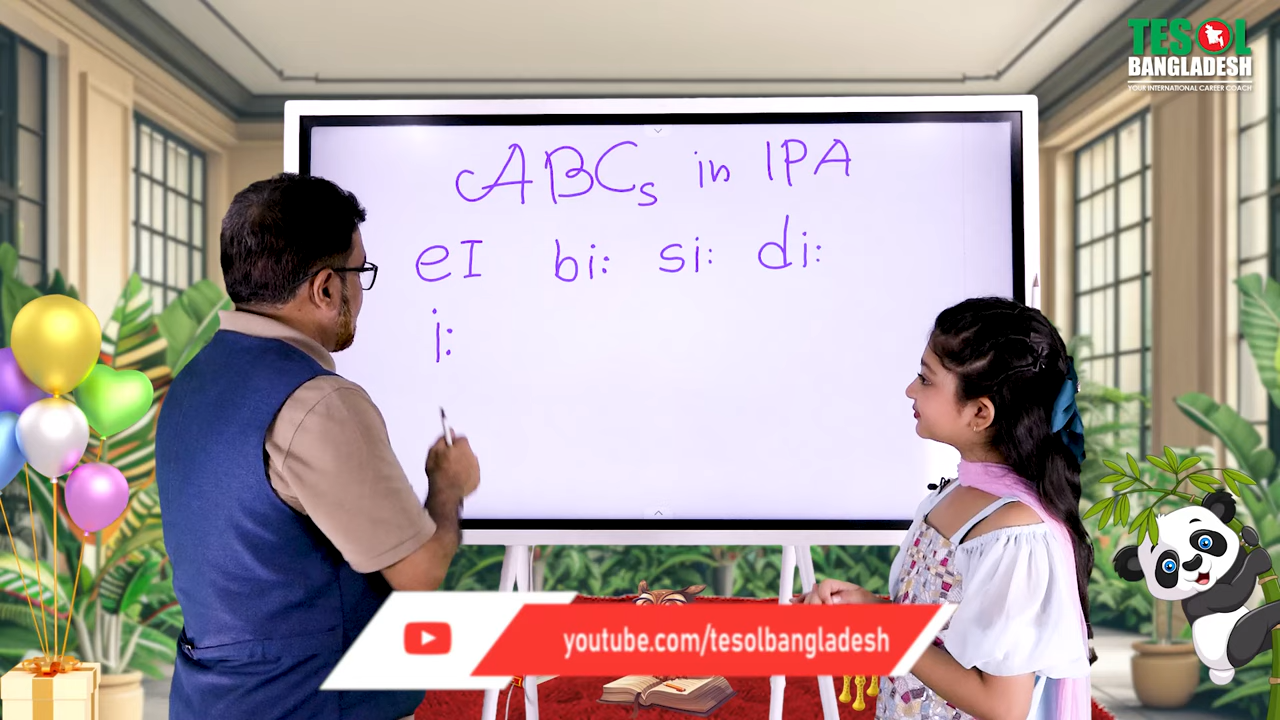 TESOL
BANGLADESH
YOUR INTERNATIONAL CAREER COACH
ABCs in IPA
eI bi: si: di:
i:
youtube.com/tesolbangladesh